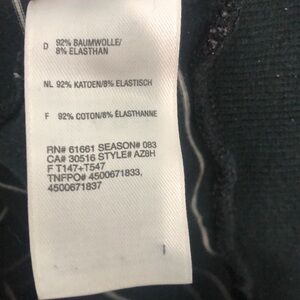 D 92% BAUMWOLLE/
8% ELASTHAN
NL 92% KATOEN/8% ELASTISCH
F 92% COTON/8% ÉLASTHANNE
RN# 61661 SEASON# 083
CA# 30516 STYLE# AZ8H
F T147+T547
TNFPO# 4500671833,
4500671837